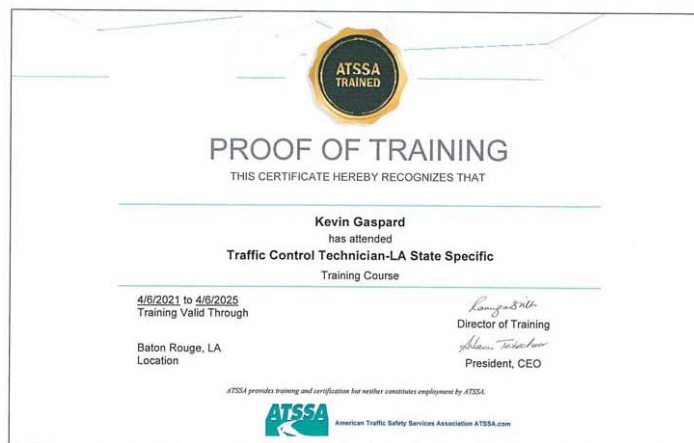 ATSSA
TRAINED
PROOF OF TRAINING
THIS CERTIFICATE HEREBY RECOGNIZES THAT
Kevin Gaspard
has attended
Traffic Control Technician-LA State Specific
Training Course
4/6/2021 to 4/6/2025
Training Valid Through
Director of Training
Baton Rouge, LA
Location
President, CEO
ATSSA provides training and certification but neither constitutes employment by ATSSA.
ATSSA
American Traffic Safety Services Association ATSSA.com